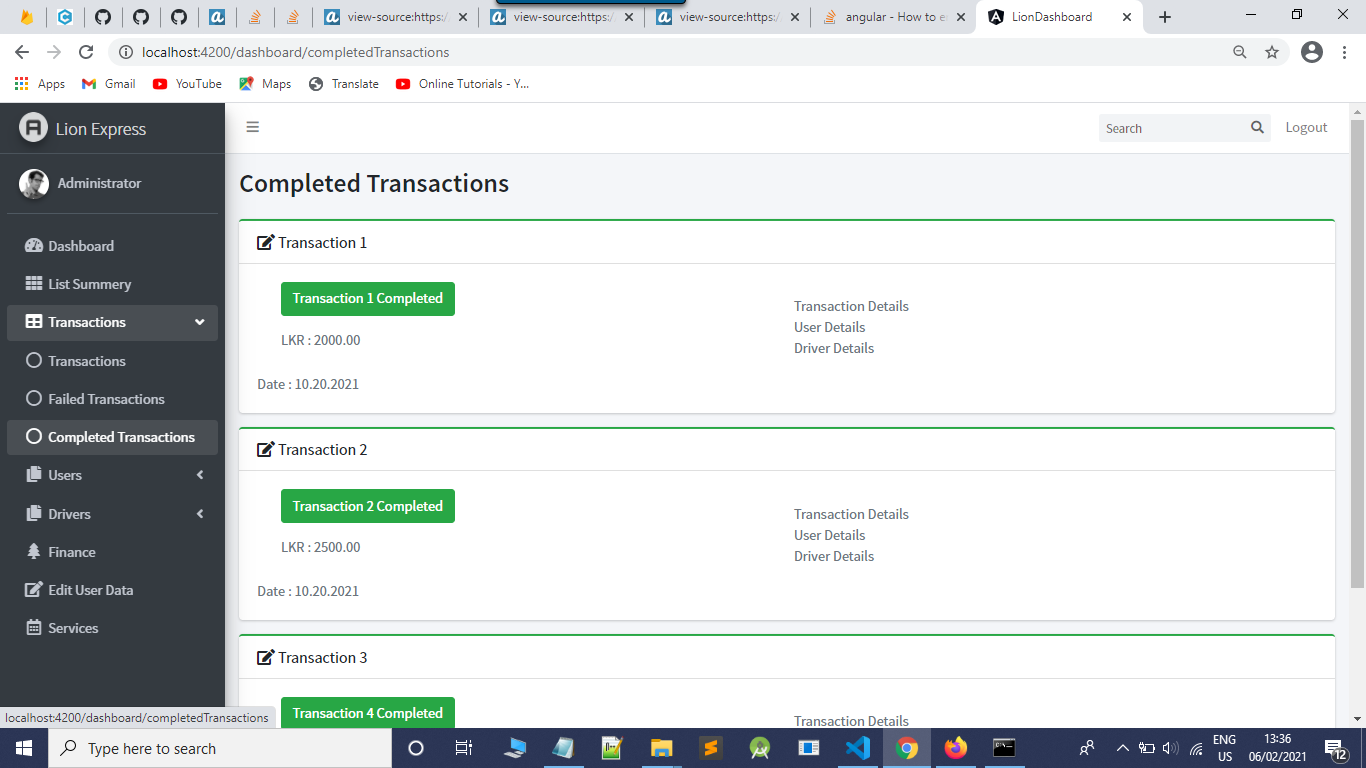 view-source:https:/
view-source:https:/
view-source:https:/
angular - How to e
LionDashboard
localhost:4200/dashboard/completedTransactions
Apps
Gmail
YouTube
Maps
Translate
Online Tutorials - Y...
Lion Express
Search
Logout
Administrator
Dashboard
List Summery
Transactions
Transactions
Failed Transactions
Completed Transactions
Users
Drivers
Finance
Edit User Data
Services
Completed Transactions
Transaction 1
Transaction 1 Completed
LKR : 2000.00
Date : 10.20.2021
Transaction Details
User Details
Driver Details
Transaction 2
Transaction 2 Completed
LKR : 2500.00
Date : 10.20.2021
Transaction Details
User Details
Driver Details
Transaction 3
Transaction 4 Completed
Transaction Details
localhost:4200/dashboard/completedTransactions
Type here to search
ENG
US
13:36
06/02/2021
12